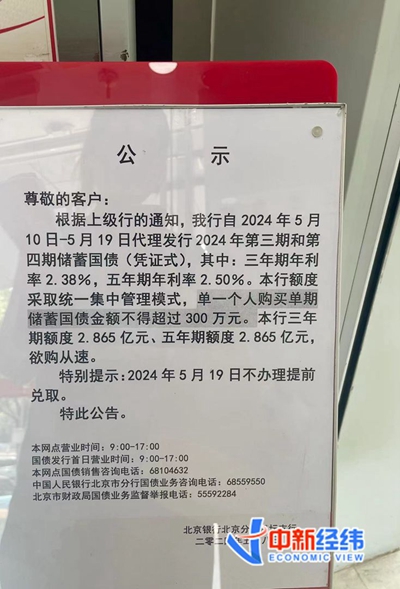 公 示
尊敬的客户：
根据上级行的通知，我行自 2024 年 5 月
10 日-5 月 19 日代理发行 2024 年第三期和第
四期储蓄国债（凭证式），其中：三年期年利
率 2.38%，五年期年利率 2.50%。本行额度
采取统一集中管理模式，单一个人购买单期
储蓄国债金额不得超过 300 万元。本行三年
期额度 2.865 亿元、五年期额度 2.865 亿元，
欲购从速。
特别提示：2024 年 5 月 19 日不办理提前
兑取。
特此公告。
本网点营业时间：9:00-17:00
国债发行首日营业时间：9:00-17:00
本网点国债销售咨询电话：68104632
中国人民银行北京市分行国债业务咨询电话：68559550
北京市财政局国债业务监督举报电话：55592284
北京银行北京分
二〇二
中新经纬
ECONOMIC VIEW